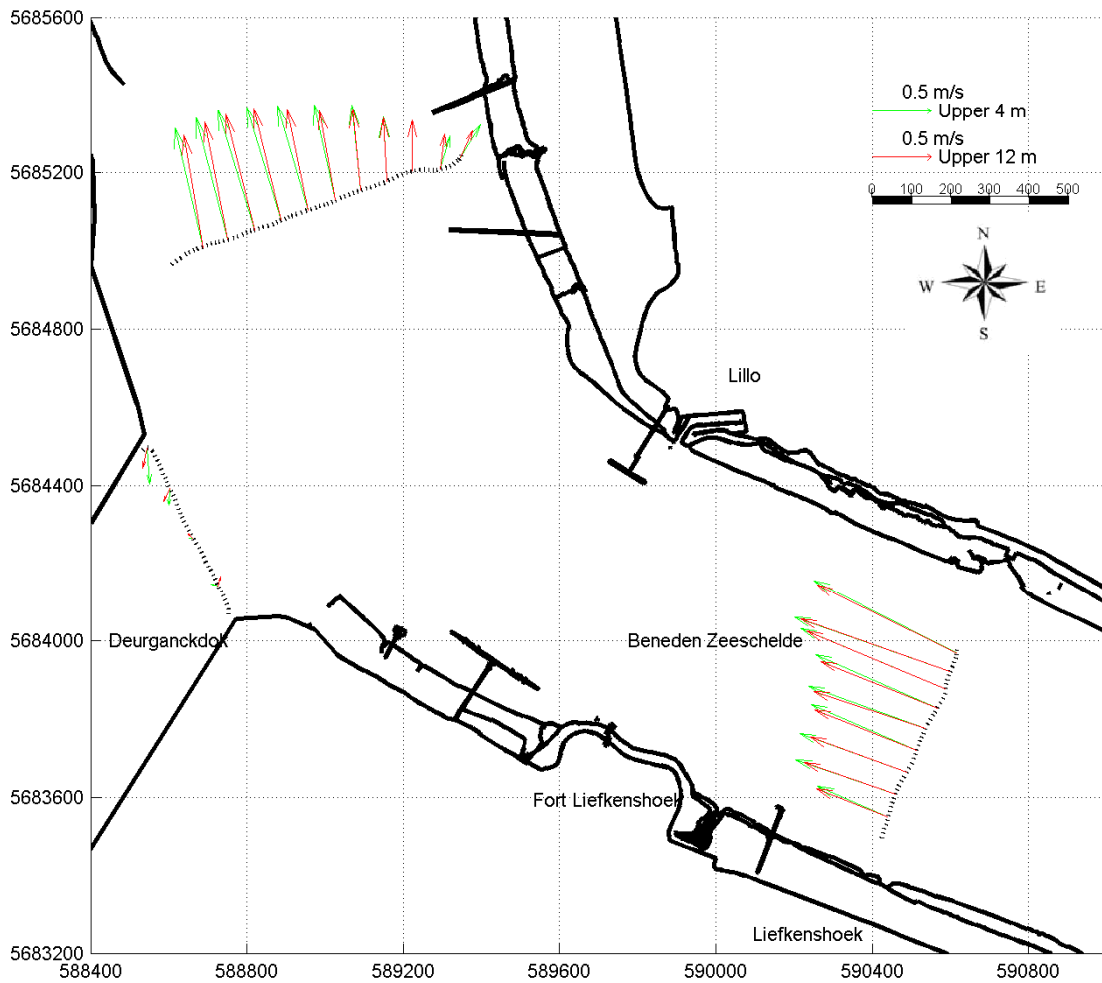 5685600
0.5 m/s
Upper 4 m
0.5 m/s
Upper 12 m
5685200
0 100 200 300 400 500
N
W E
S
5684800
Lillo
5684400
5684000
Deurganckdok
Beneden Zeeschelde
5683600
Fort Liefkenshoek
Liefkenshoek
5683200
588400 588800 589200 589600 590000 590400 590800